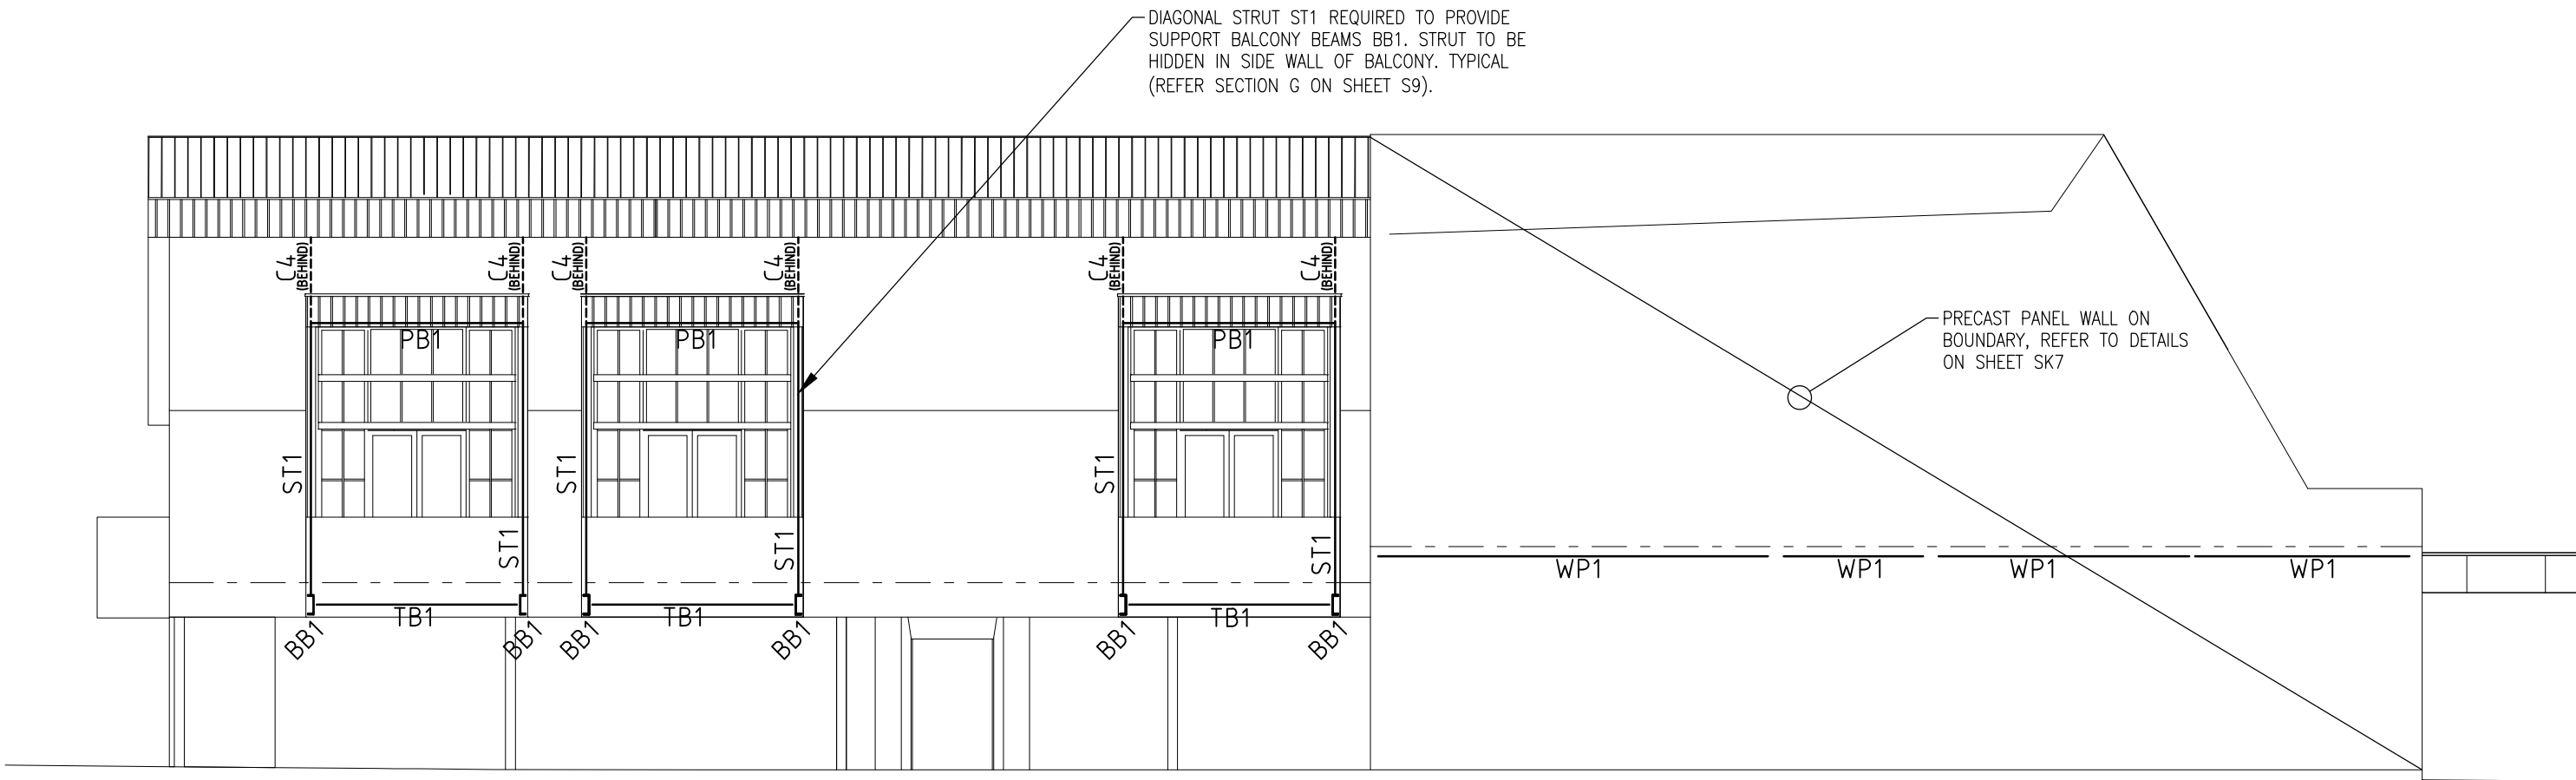 DIAGONAL STRUT ST1 REQUIRED TO PROVIDE
SUPPORT BALCONY BEAMS BB1. STRUT TO BE
HIDDEN IN SIDE WALL OF BALCONY. TYPICAL
(REFER SECTION G ON SHEET S9).
C4
(BEHIND)
C4
(BEHIND)
C4
(BEHIND)
C4
(BEHIND)
C4
(BEHIND)
C4
(BEHIND)
PB1
PB1
PB1
PRECAST PANEL WALL ON
BOUNDARY, REFER TO DETAILS
ON SHEET SK7
ST1
ST1
ST1
ST1
ST1
ST1
WP1
WP1
WP1
WP1
TB1
TB1
TB1
BB1
BB1
BB1
BB1
BB1
BB1